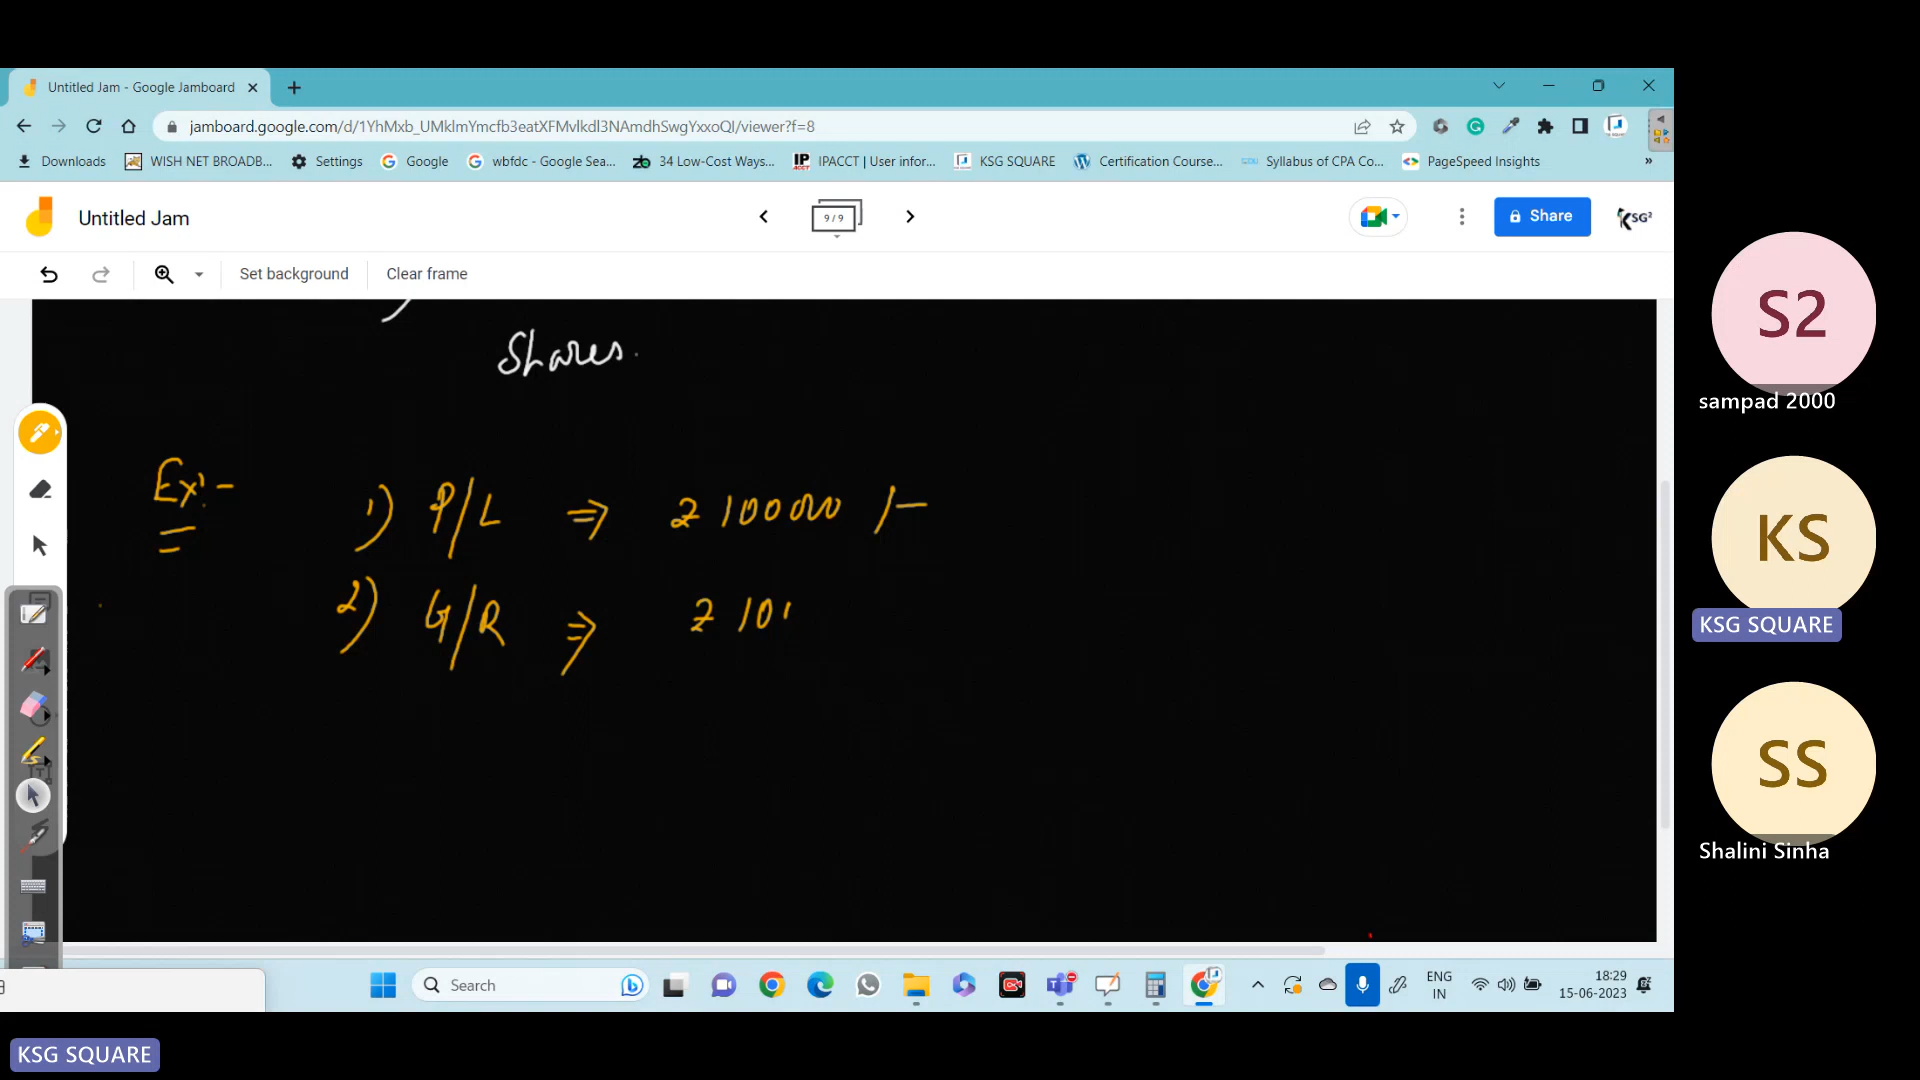 Untitled Jam - Google Jamboard
jamboard.google.com/d/1YhMxb_UMklmYmcfb3eatXFMvlkdl3NAmdhSwgYxxoQI/viewer?f=8
Downloads WISH NET BROADB... Settings Google wbfdc - Google Sea... 34 Low-Cost Ways... IPACCT | User infor... KSG SQUARE Certification Course... Syllabus of CPA Co... PageSpeed Insights »
Untitled Jam 9 / 9 Share KSG²
Set background Clear frame
Shares.
Ex:-
1) P/L ⇒ ₹ 100000 /-
2) G/R ⇒ ₹ 10
S2
sampad 2000
KS
KSG SQUARE
SS
Shalini Sinha
Search
ENG
IN
18:29
15-06-2023
KSG SQUARE